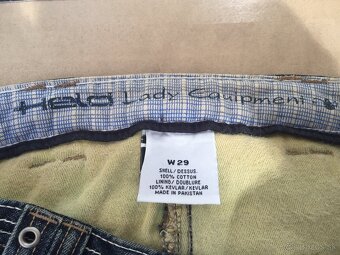 Held Lady Equipment
W 29
SHELL/DESSUS
100% COTTON
LINING/ DOUBLURE
100% KEVLAR/KEVLAR
MADE IN PAKISTAN